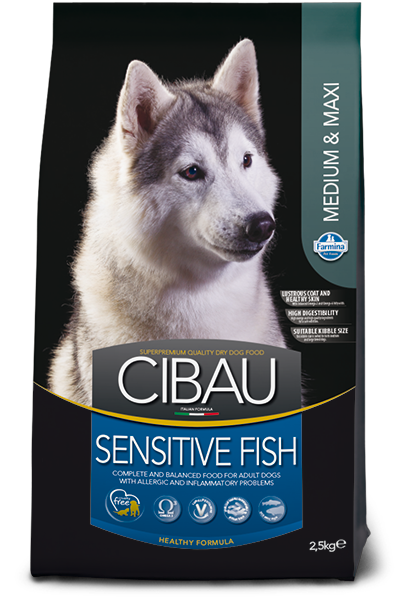 MEDIUM & MAXI
Farmina
Pet Foods
LUSTROUS COAT AND
HEALTHY SKIN
HIGH DIGESTIBILITY
SUITABLE KIBBLE SIZE
SUPERPREMIUM QUALITY DRY DOG FOOD
CIBAU
ITALIAN FORMULA
SENSITIVE FISH
COMPLETE AND BALANCED FOOD FOR ADULT DOGS
WITH ALLERGIC AND INFLAMMATORY PROBLEMS
free
HEALTHY FORMULA
2,5kg℮